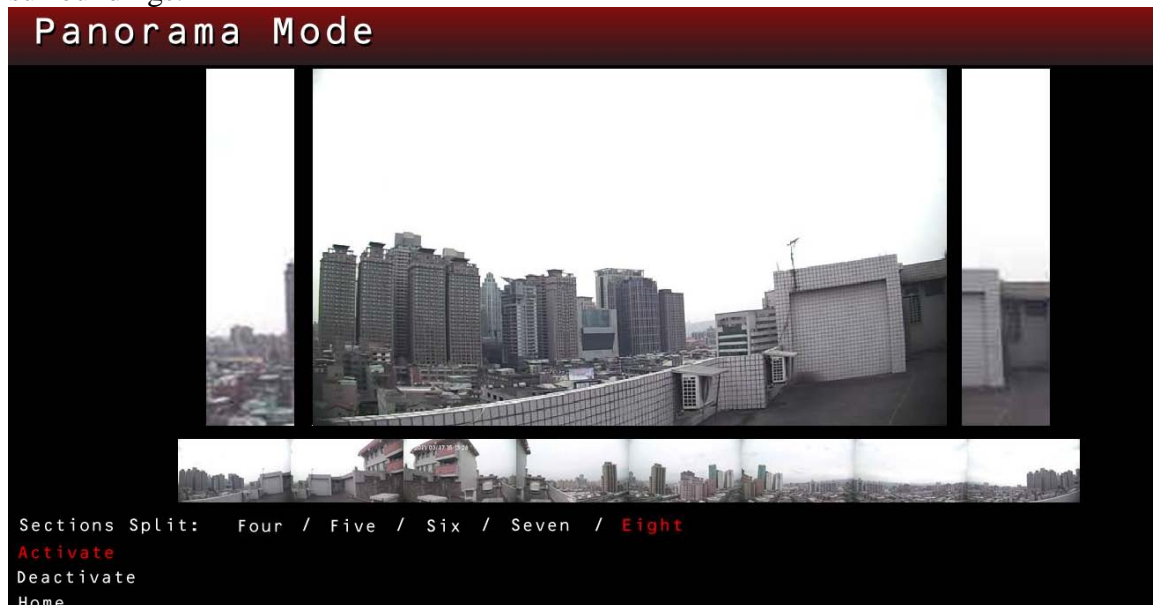 Panorama Mode
Sections Split: Four / Five / Six / Seven / Eight
Activate
Deactivate
Home